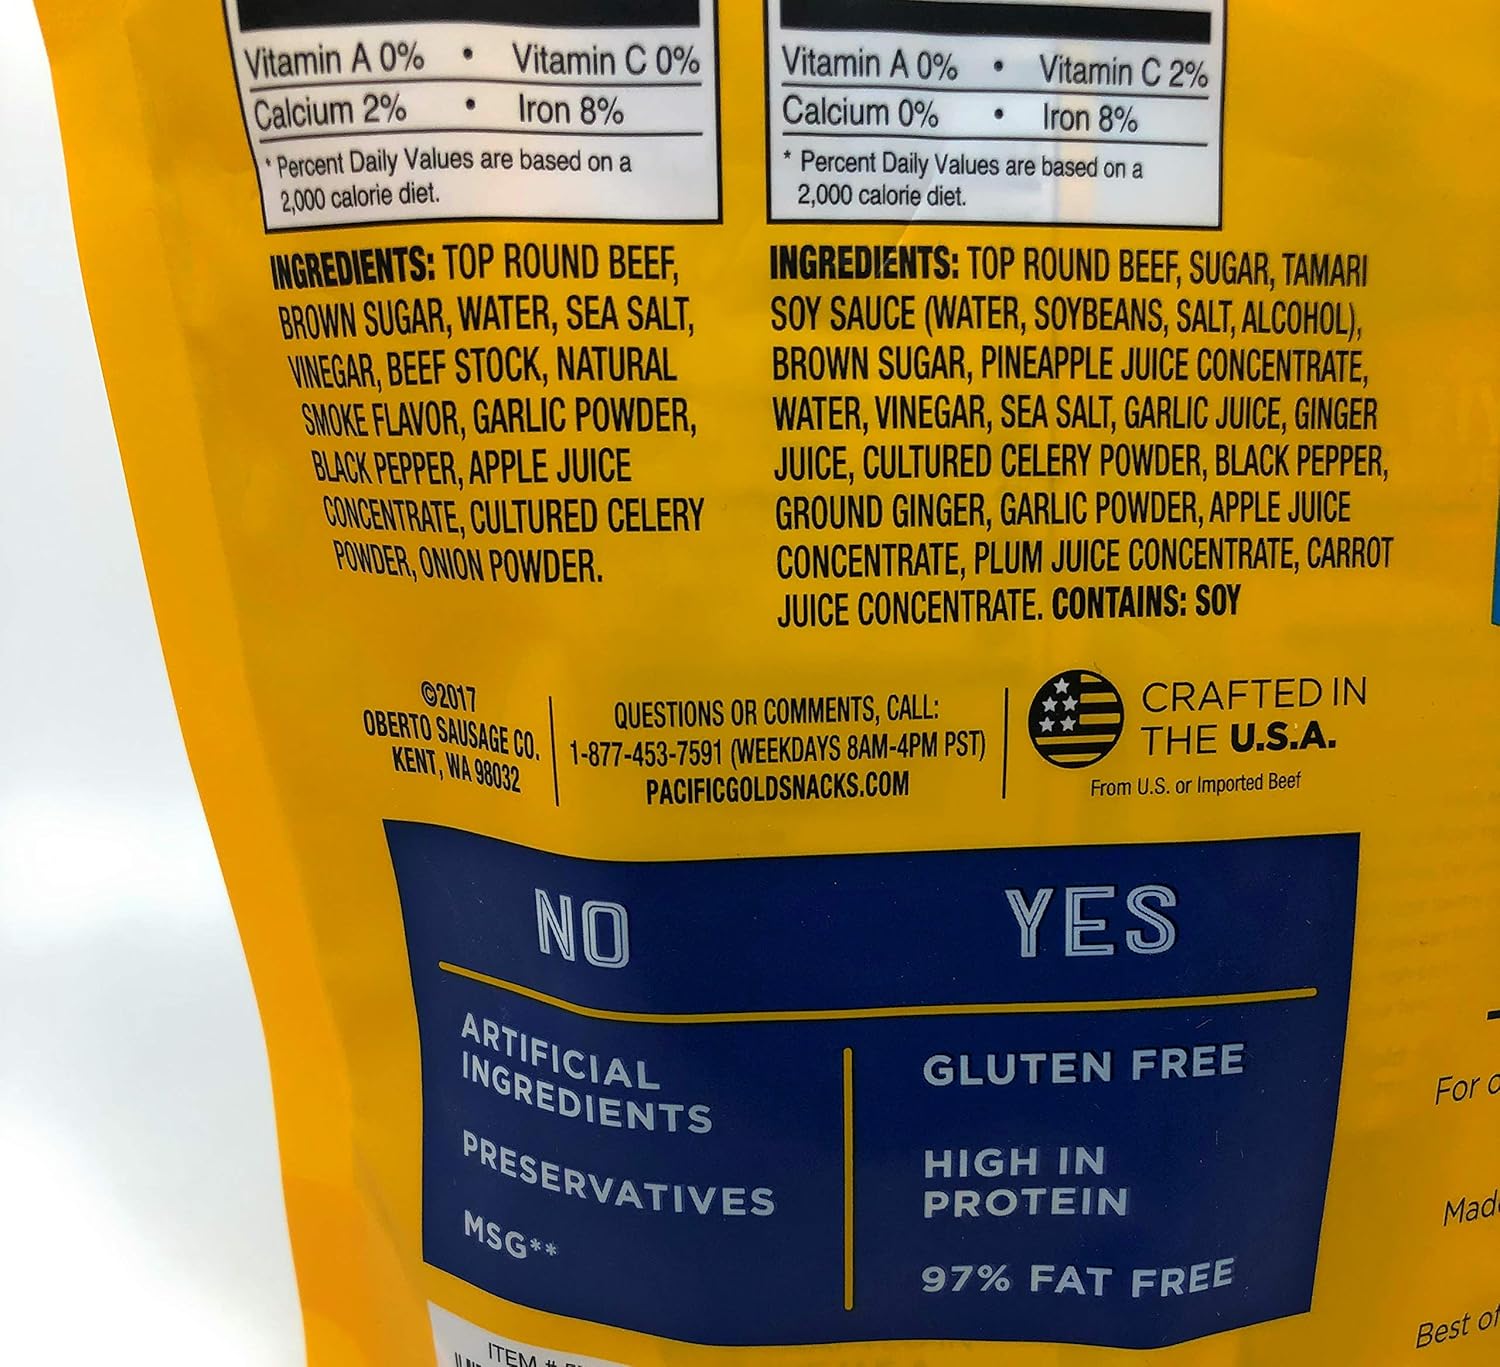 Vitamin A 0% • Vitamin C 0%
Calcium 2% • Iron 8%
* Percent Daily Values are based on a
2,000 calorie diet.
INGREDIENTS: TOP ROUND BEEF,
BROWN SUGAR, WATER, SEA SALT,
VINEGAR, BEEF STOCK, NATURAL
SMOKE FLAVOR, GARLIC POWDER,
BLACK PEPPER, APPLE JUICE
CONCENTRATE, CULTURED CELERY
POWDER, ONION POWDER.
Vitamin A 0% • Vitamin C 2%
Calcium 0% • Iron 8%
* Percent Daily Values are based on a
2,000 calorie diet.
INGREDIENTS: TOP ROUND BEEF, SUGAR, TAMARI
SOY SAUCE (WATER, SOYBEANS, SALT, ALCOHOL),
BROWN SUGAR, PINEAPPLE JUICE CONCENTRATE,
WATER, VINEGAR, SEA SALT, GARLIC JUICE, GINGER
JUICE, CULTURED CELERY POWDER, BLACK PEPPER,
GROUND GINGER, GARLIC POWDER, APPLE JUICE
CONCENTRATE, PLUM JUICE CONCENTRATE, CARROT
JUICE CONCENTRATE. CONTAINS: SOY
©2017
OBERTO SAUSAGE CO.
KENT, WA 98032
QUESTIONS OR COMMENTS, CALL:
1-877-453-7591 (WEEKDAYS 8AM-4PM PST)
PACIFICGOLDSNACKS.COM
CRAFTED IN
THE U.S.A.
From U.S. or Imported Beef
NO
ARTIFICIAL
INGREDIENTS
PRESERVATIVES
MSG**
YES
GLUTEN FREE
HIGH IN
PROTEIN
97% FAT FREE
For
Best of
ITEM #